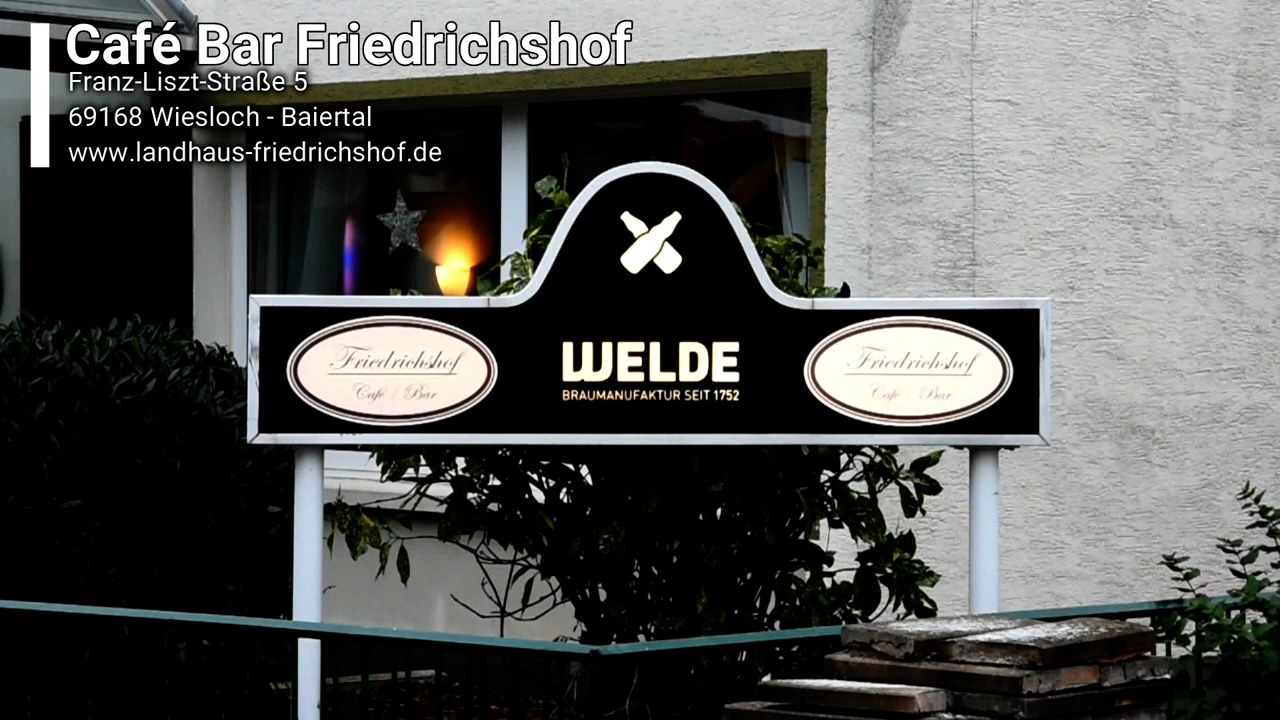 Café Bar Friedrichshof
Franz-Liszt-Straße 5
69168 Wiesloch - Baiertal
www.landhaus-friedrichshof.de
WELDE
BRAUMANUFAKTUR SEIT 1752
Friedrichshof
Café / Bar
Friedrichshof
Café / Bar